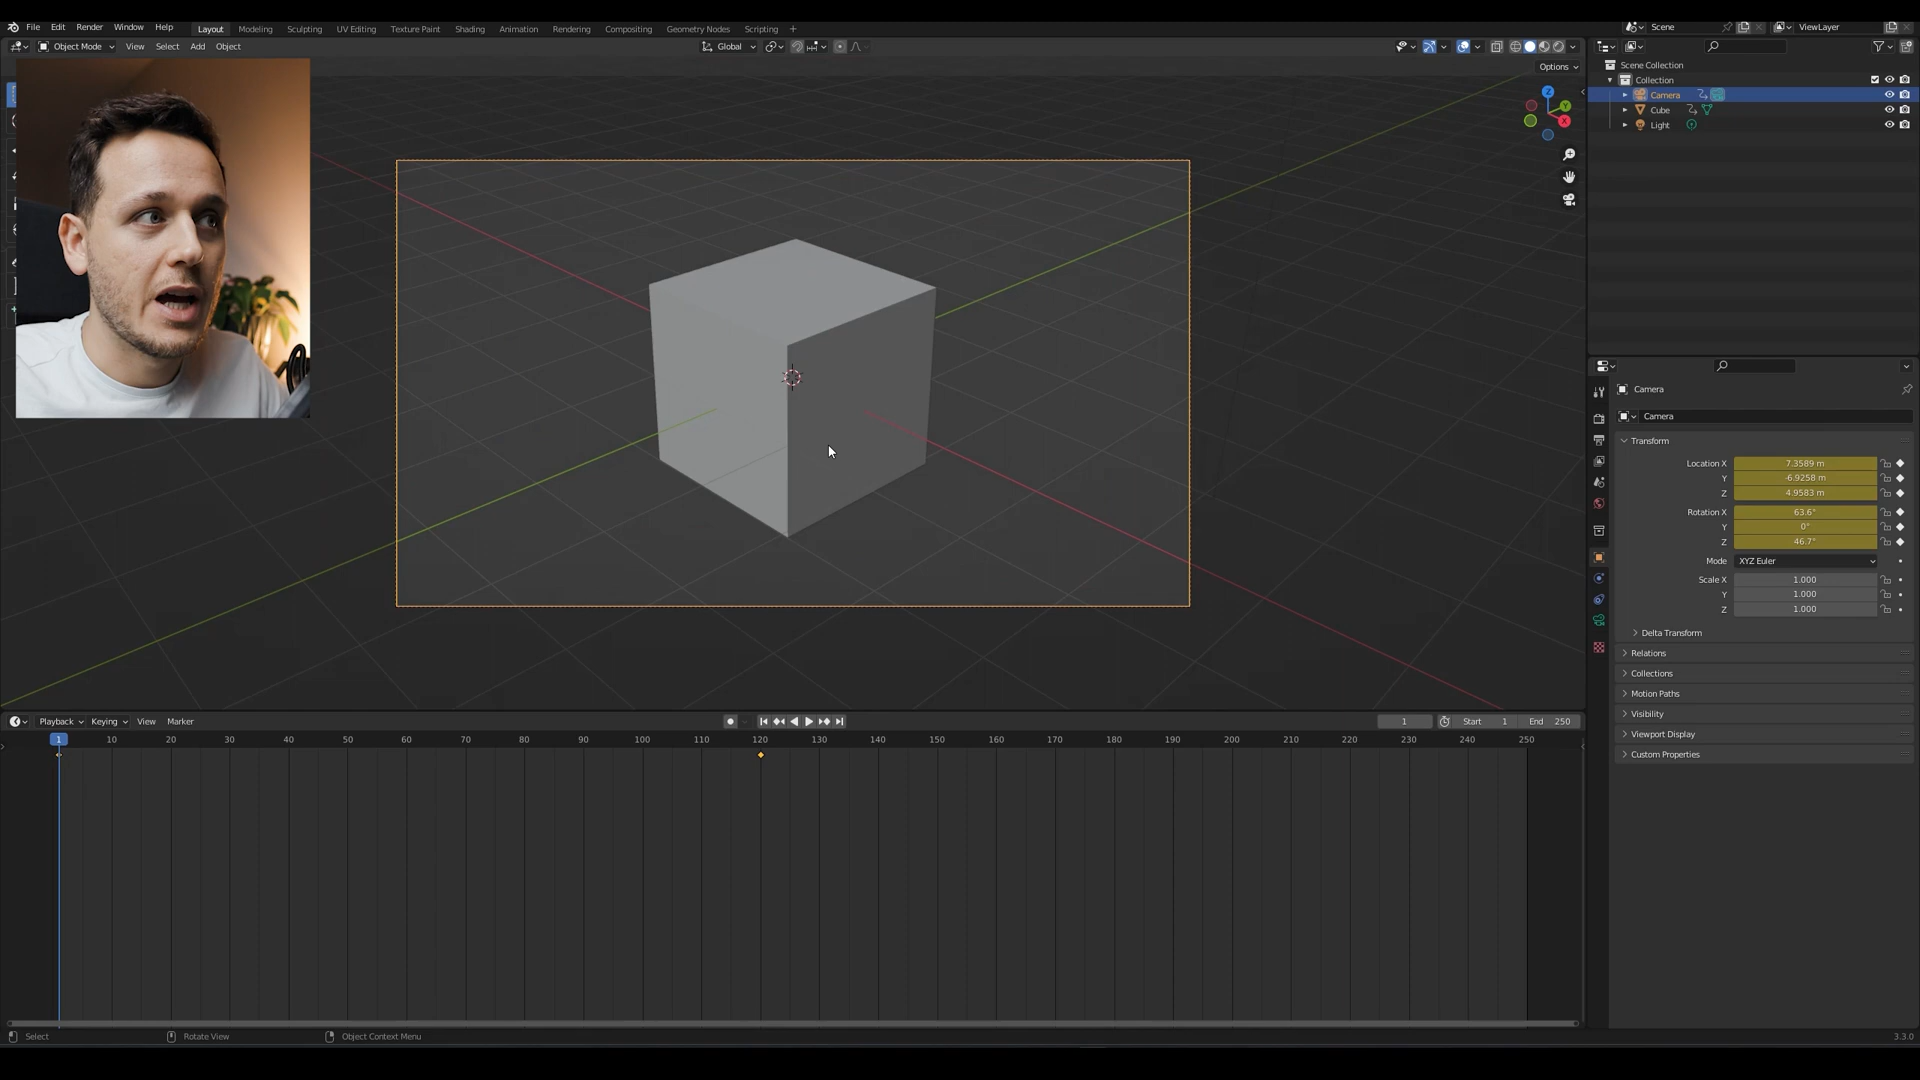 File Edit Render Window Help Layout Modeling Sculpting UV Editing Texture Paint Shading Animation Rendering Compositing Geometry Nodes Scripting + Scene ViewLayer
Object Mode View Select Add Object Global
Options
Z
Y
X
Scene Collection
Collection
Camera
Cube
Light
Camera
Camera
Transform
Location X 7.3589 m
Y -6.9258 m
Z 4.9583 m
Rotation X 63.6°
Y 0°
Z 46.7°
Mode XYZ Euler
Scale X 1.000
Y 1.000
Z 1.000
Delta Transform
Relations
Collections
Motion Paths
Visibility
Viewport Display
Custom Properties
Playback Keying View Marker 1 Start 1 End 250
1 10 20 30 40 50 60 70 80 90 100 110 120 130 140 150 160 170 180 190 200 210 220 230 240 250
Select Rotate View Object Context Menu 3.3.0